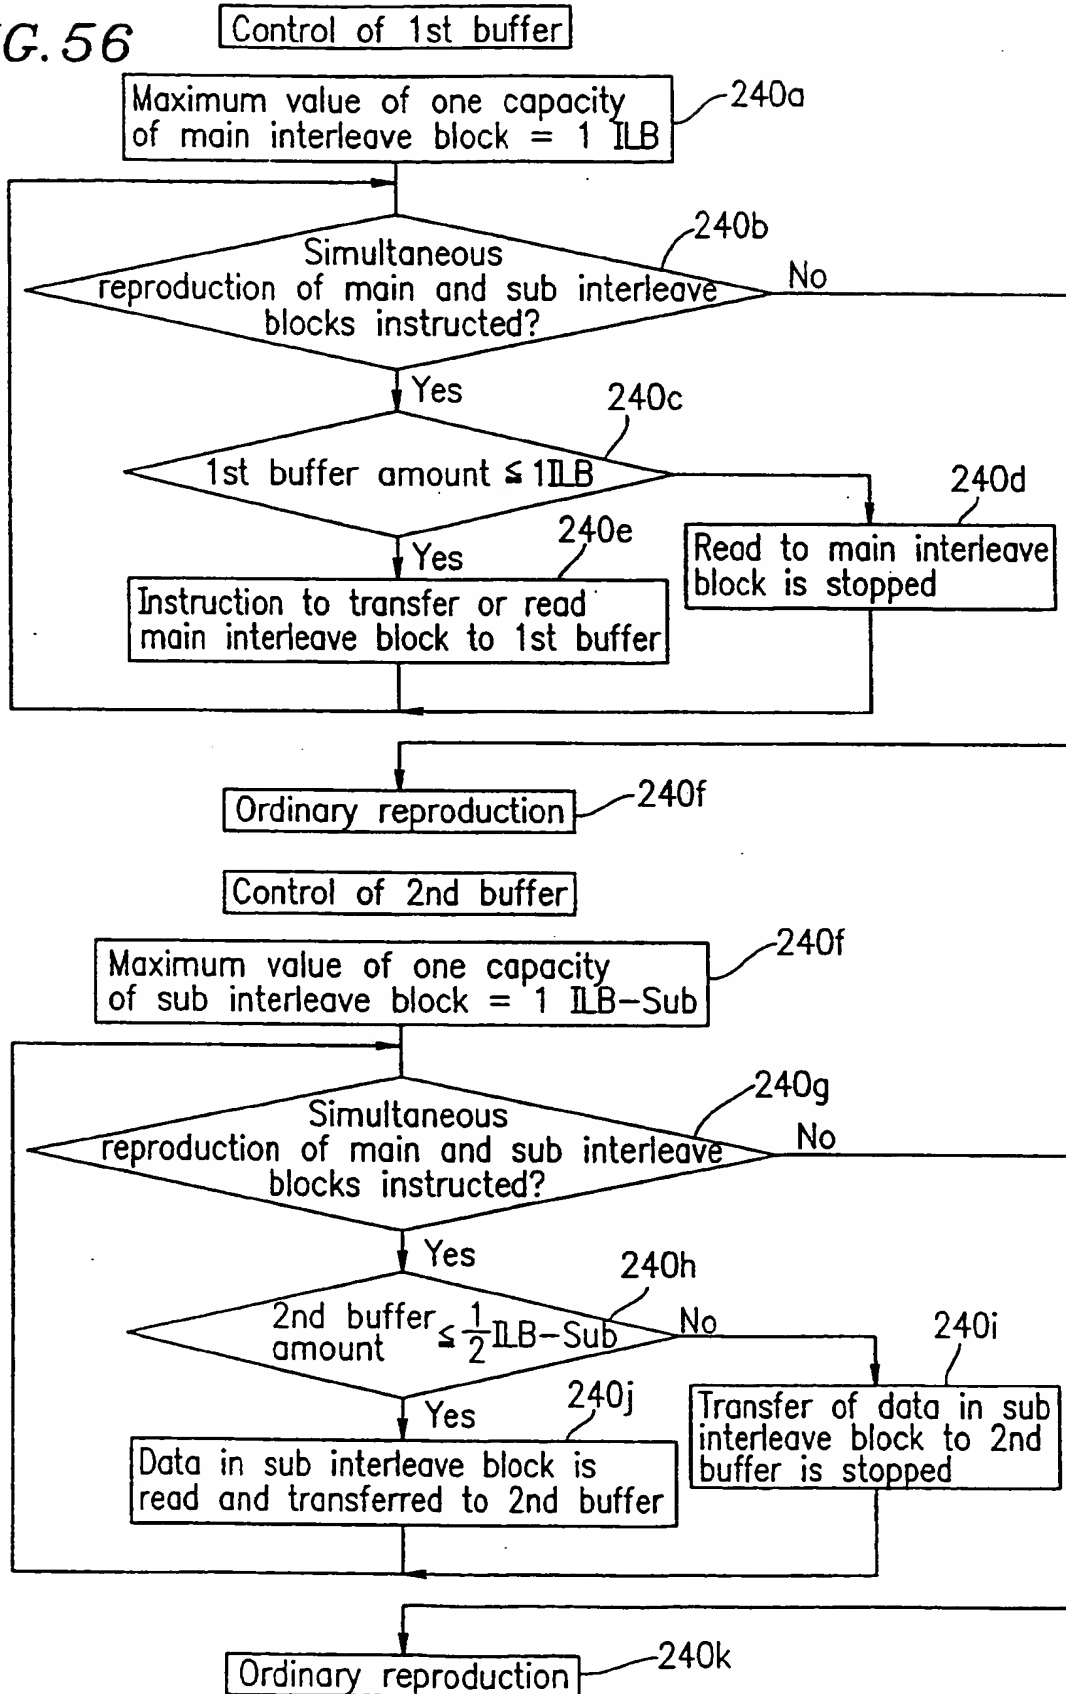 G. 56
Control of 1st buffer
Maximum value of one capacity
of main interleave block = 1 ILB
240a
Simultaneous
reproduction of main and sub interleave
blocks instructed?
240b
No
Yes
1st buffer amount ≦ 1ILB
240c
240d
Read to main interleave
block is stopped
Yes
240e
Instruction to transfer or read
main interleave block to 1st buffer
Ordinary reproduction
240f
Control of 2nd buffer
Maximum value of one capacity
of sub interleave block = 1 ILB-Sub
240f
Simultaneous
reproduction of main and sub interleave
blocks instructed?
240g
No
Yes
2nd buffer
amount ≦ 1/2 ILB-Sub
240h
No
240i
Transfer of data in sub
interleave block to 2nd
buffer is stopped
Yes
240j
Data in sub interleave block is
read and transferred to 2nd buffer
Ordinary reproduction
240k